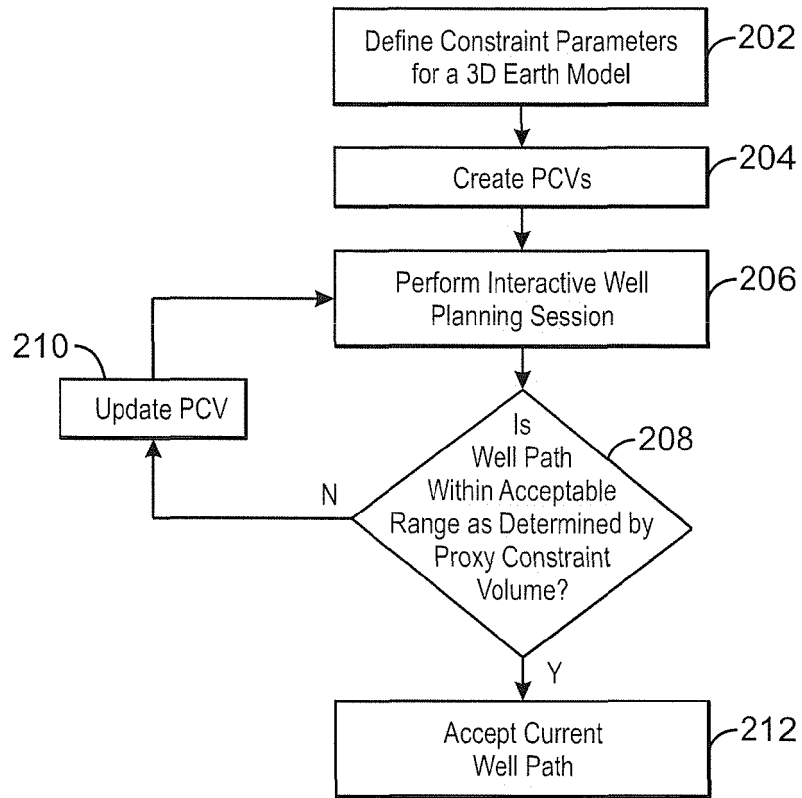 Define Constraint Parameters
for a 3D Earth Model
202
Create PCVs
204
Perform Interactive Well
Planning Session
206
210
Update PCV
Is
Well Path
Within Acceptable
Range as Determined by
Proxy Constraint
Volume?
208
N
Y
Accept Current
Well Path
212